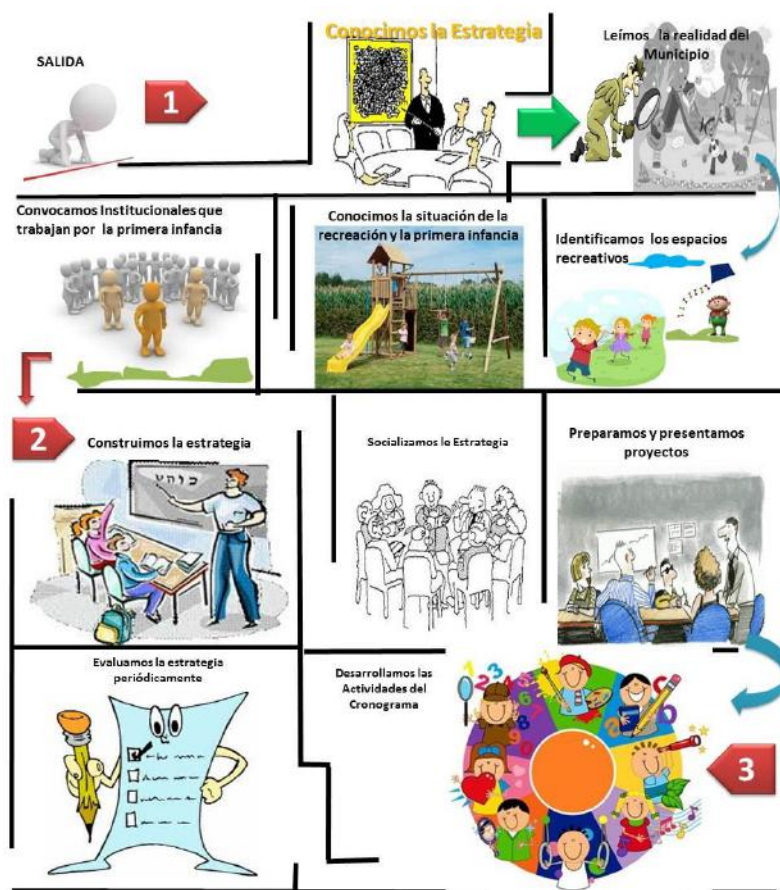 SALIDA
1
Conocimos la Estrategia
Leímos la realidad del
Municipio
Convocamos Institucionales que
trabajan por la primera infancia
Conocimos la situación de la
recreación y la primera infancia
Identificamos los espacios
recreativos
2
Construimos la estrategia
Socializamos le Estrategia
Preparamos y presentamos
proyectos
Evaluamos la estrategia
periódicamente
Desarrollamos las
Actividades del
Cronograma
3